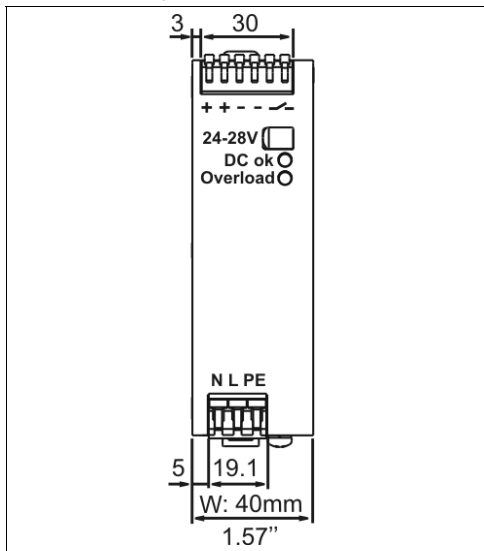 3 30
+ + - -
24-28V
DC ok
Overload
N L PE
5 19.1
W: 40mm
1.57’’